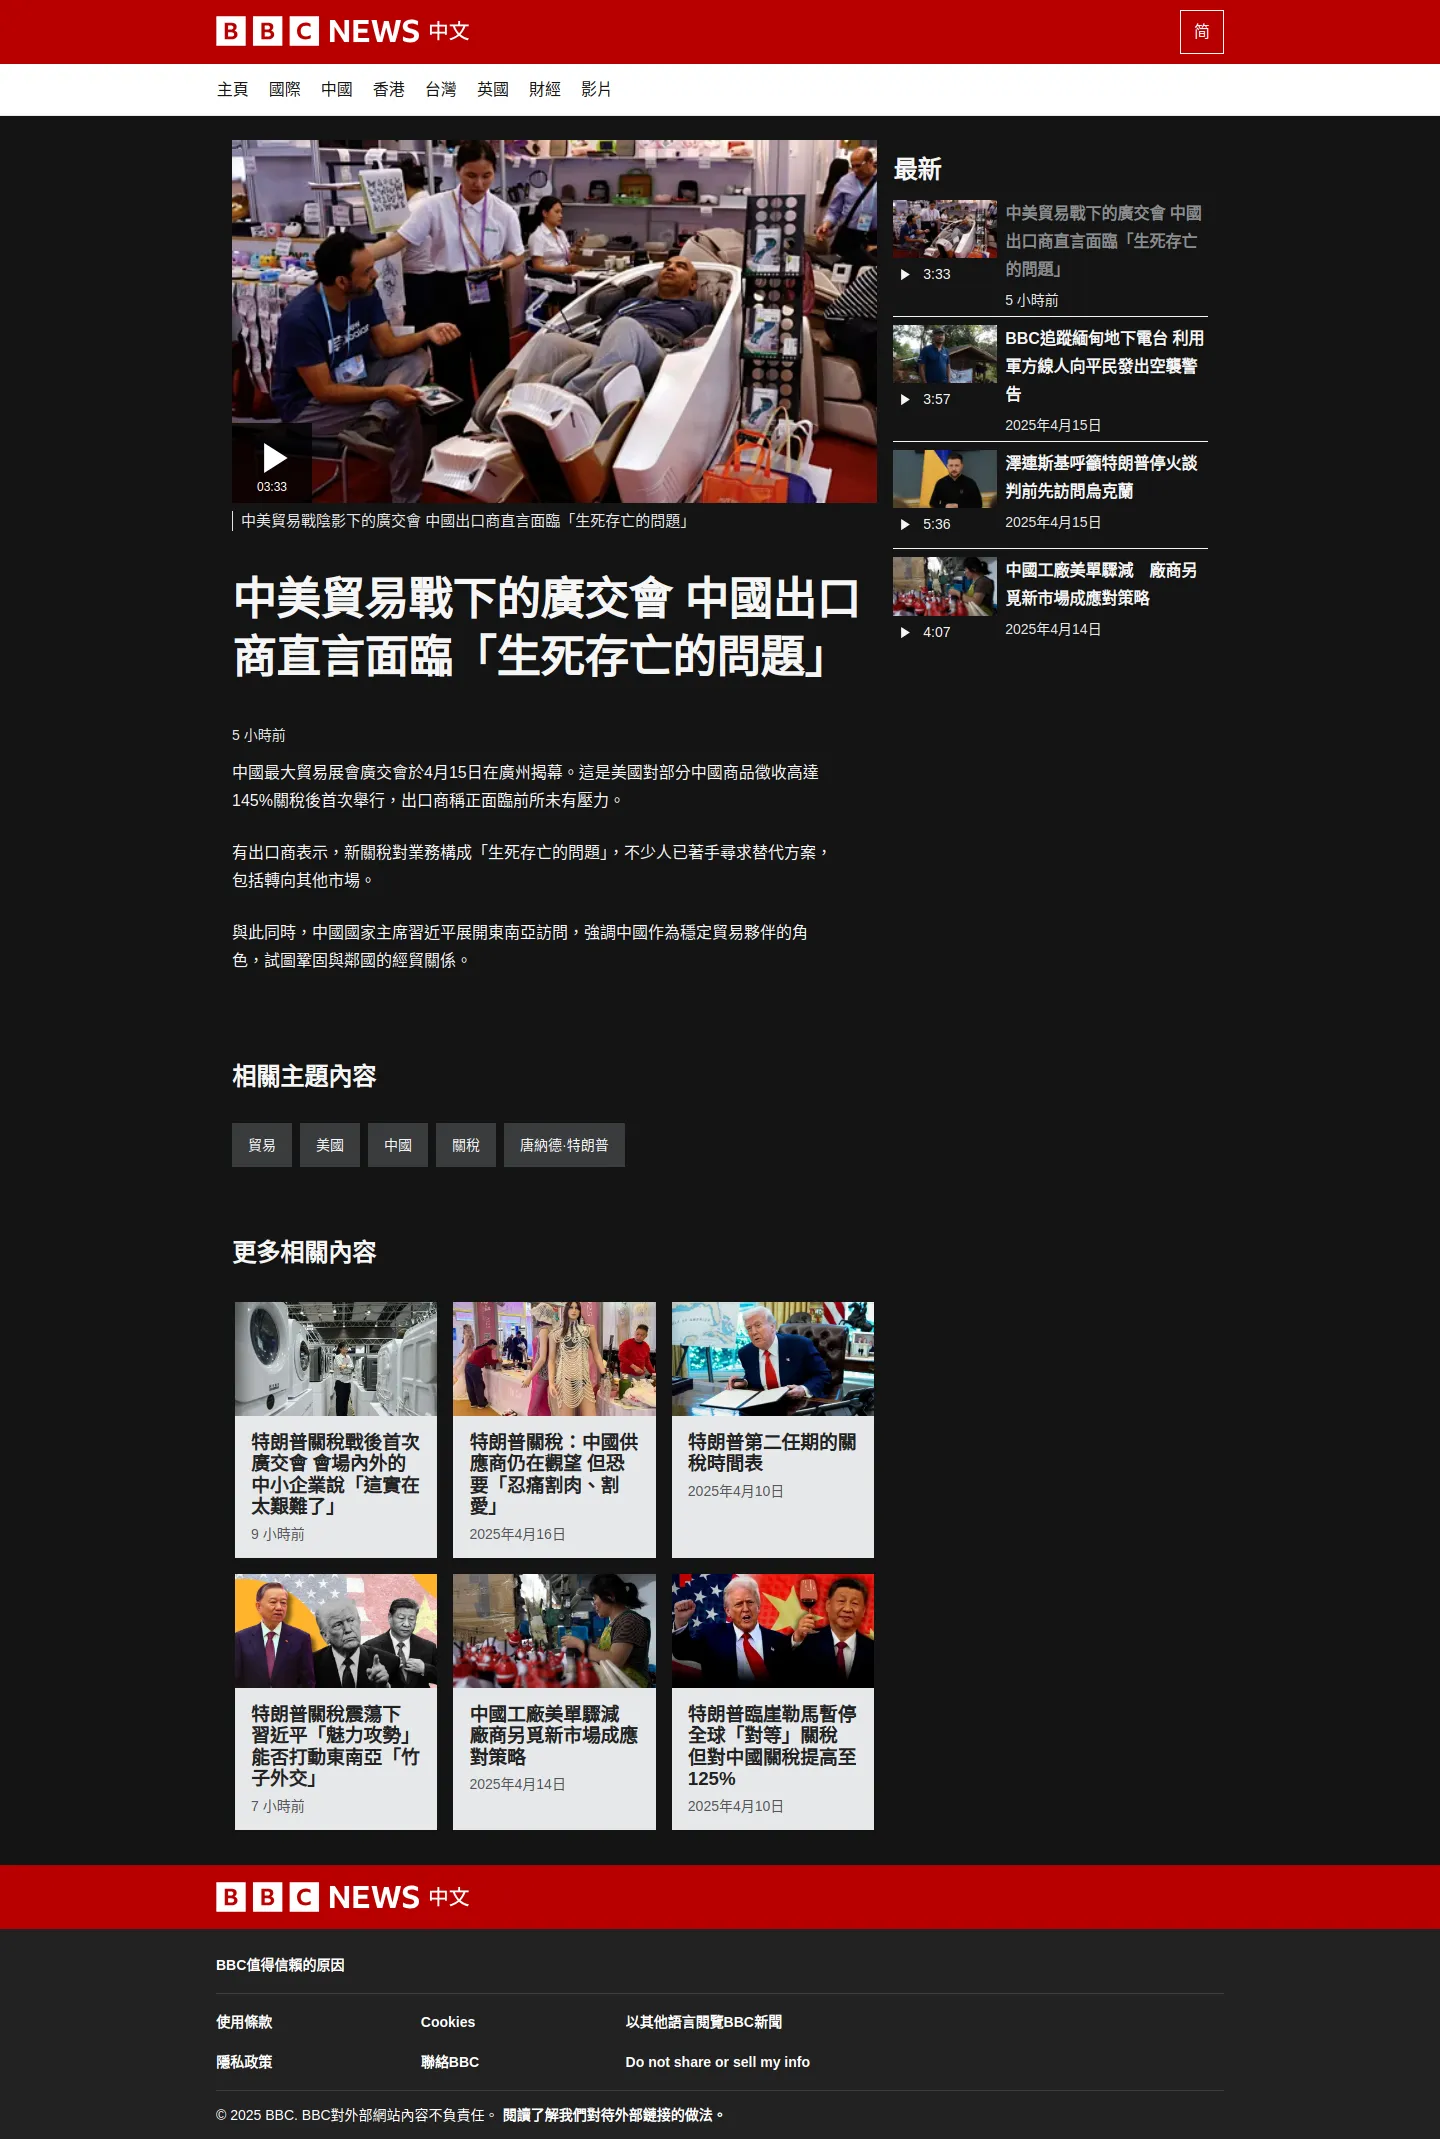 BBC NEWS 中文
简
主頁 國際 中國 香港 台灣 英國 財經 影片
03:33
中美貿易戰陰影下的廣交會 中國出口商直言面臨「生死存亡的問題」
中美貿易戰下的廣交會 中國出口
商直言面臨「生死存亡的問題」
5 小時前
中國最大貿易展會廣交會於4月15日在廣州揭幕。這是美國對部分中國商品徵收高達
145%關稅後首次舉行，出口商稱正面臨前所未有壓力。
有出口商表示，新關稅對業務構成「生死存亡的問題」，不少人已著手尋求替代方案，
包括轉向其他市場。
與此同時，中國國家主席習近平展開東南亞訪問，強調中國作為穩定貿易夥伴的角
色，試圖鞏固與鄰國的經貿關係。
最新
中美貿易戰下的廣交會 中國
出口商直言面臨「生死存亡
的問題」
3:33
5 小時前
BBC追蹤緬甸地下電台 利用
軍方線人向平民發出空襲警
告
3:57
2025年4月15日
澤連斯基呼籲特朗普停火談
判前先訪問烏克蘭
5:36
2025年4月15日
中國工廠美單驟減　廠商另
覓新市場成應對策略
4:07
2025年4月14日
相關主題內容
貿易 美國 中國 關稅 唐納德·特朗普
更多相關內容
特朗普關稅戰後首次
廣交會 會場內外的
中小企業說「這實在
太艱難了」
9 小時前
特朗普關稅：中國供
應商仍在觀望 但恐
要「忍痛割肉、割
愛」
2025年4月16日
特朗普第二任期的關
稅時間表
2025年4月10日
特朗普關稅震蕩下
習近平「魅力攻勢」
能否打動東南亞「竹
子外交」
7 小時前
中國工廠美單驟減
廠商另覓新市場成應
對策略
2025年4月14日
特朗普臨崖勒馬暫停
全球「對等」關稅
但對中國關稅提高至
125%
2025年4月10日
BBC NEWS 中文
BBC值得信賴的原因
使用條款 Cookies 以其他語言閱覽BBC新聞
隱私政策 聯絡BBC Do not share or sell my info
© 2025 BBC. BBC對外部網站內容不負責任。 閱讀了解我們對待外部鏈接的做法。